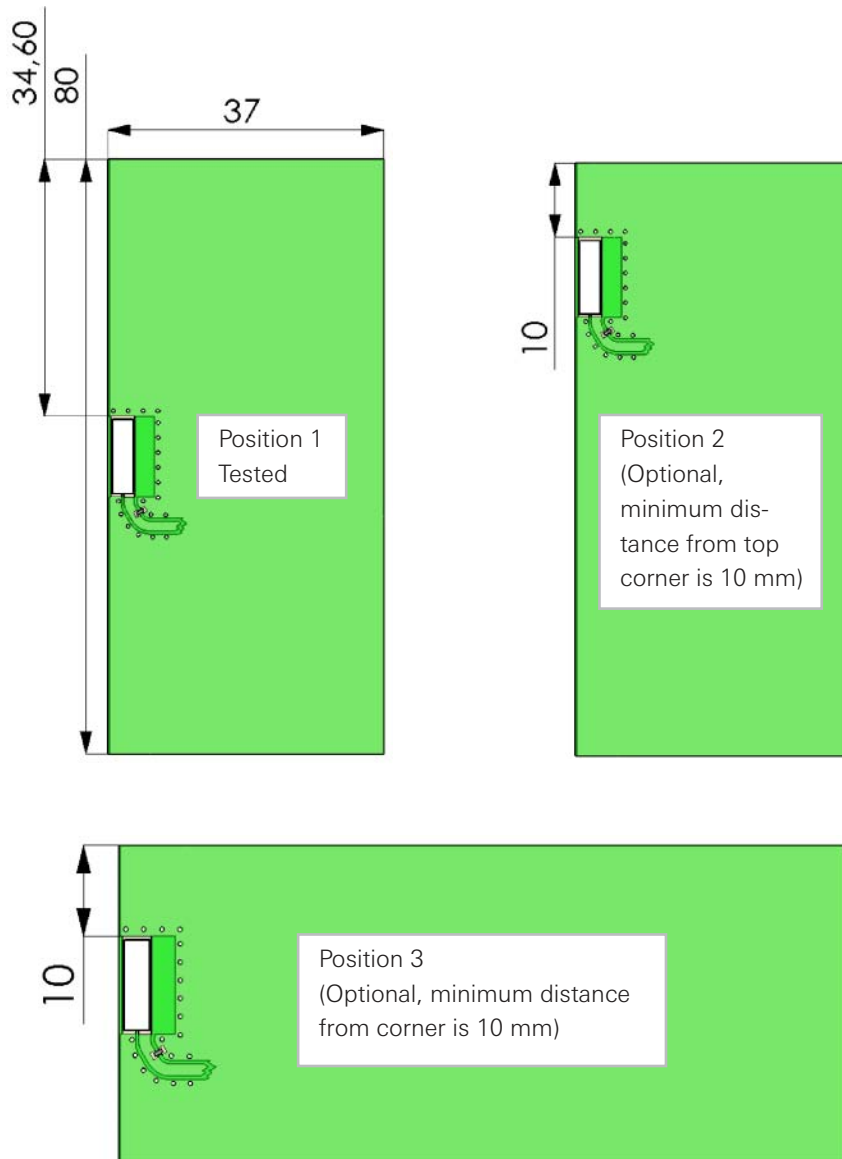 34,60
80
37
Position 1
Tested
10
Position 2
(Optional,
minimum dis-
tance from top
corner is 10 mm)
10
Position 3
(Optional, minimum distance
from corner is 10 mm)